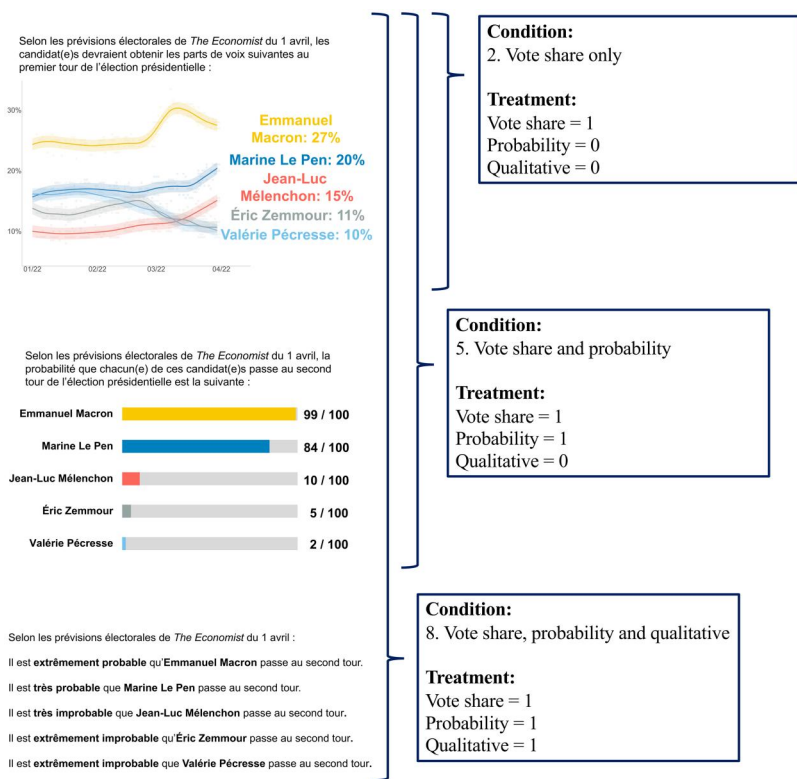 Selon les prévisions électorales de The Economist du 1 avril, les
candidat(e)s devraient obtenir les parts de voix suivantes au
premier tour de l'élection présidentielle :
30%
20%
10%
01/22
02/22
03/22
04/22
Emmanuel
Macron: 27%
Marine Le Pen: 20%
Jean-Luc
Mélenchon: 15%
Éric Zemmour: 11%
Valérie Pécresse: 10%
Condition:
2. Vote share only
Treatment:
Vote share = 1
Probability = 0
Qualitative = 0
Selon les prévisions électorales de The Economist du 1 avril, la
probabilité que chacun(e) de ces candidat(e)s passe au second
tour de l'élection présidentielle est la suivante :
Emmanuel Macron 99 / 100
Marine Le Pen 84 / 100
Jean-Luc Mélenchon 10 / 100
Éric Zemmour 5 / 100
Valérie Pécresse 2 / 100
Condition:
5. Vote share and probability
Treatment:
Vote share = 1
Probability = 1
Qualitative = 0
Selon les prévisions électorales de The Economist du 1 avril :
Il est extrêmement probable qu'Emmanuel Macron passe au second tour.
Il est très probable que Marine Le Pen passe au second tour.
Il est très improbable que Jean-Luc Mélenchon passe au second tour.
Il est extrêmement improbable qu'Éric Zemmour passe au second tour.
Il est extrêmement improbable que Valérie Pécresse passe au second tour.
Condition:
8. Vote share, probability and qualitative
Treatment:
Vote share = 1
Probability = 1
Qualitative = 1